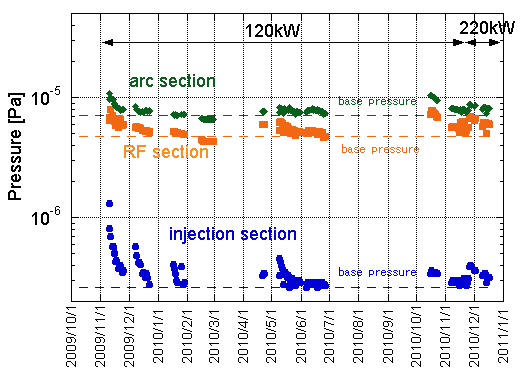 120kW
220kW
arc section
10-5
base pressure
Pressure [Pa]
RF section
base pressure
10-6
injection section
base pressure
2009/10/1
2009/11/1
2009/12/1
2010/1/1
2010/2/1
2010/3/1
2010/4/1
2010/5/1
2010/6/1
2010/7/1
2010/8/1
2010/9/1
2010/10/1
2010/11/1
2010/12/1
2011/1/1